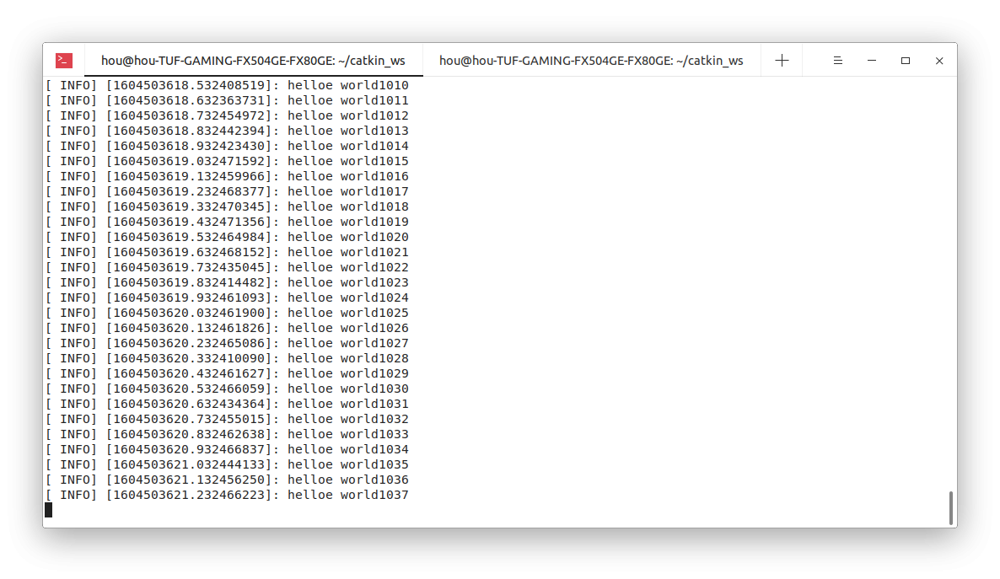 hou@hou-TUF-GAMING-FX504GE-FX80GE: ~/catkin_ws
hou@hou-TUF-GAMING-FX504GE-FX80GE: ~/catkin_ws
[ INFO] [1604503618.532408519]: helloe world1010
[ INFO] [1604503618.632363731]: helloe world1011
[ INFO] [1604503618.732454972]: helloe world1012
[ INFO] [1604503618.832442394]: helloe world1013
[ INFO] [1604503618.932423430]: helloe world1014
[ INFO] [1604503619.032471592]: helloe world1015
[ INFO] [1604503619.132459966]: helloe world1016
[ INFO] [1604503619.232468377]: helloe world1017
[ INFO] [1604503619.332470345]: helloe world1018
[ INFO] [1604503619.432471356]: helloe world1019
[ INFO] [1604503619.532464984]: helloe world1020
[ INFO] [1604503619.632468152]: helloe world1021
[ INFO] [1604503619.732435045]: helloe world1022
[ INFO] [1604503619.832414482]: helloe world1023
[ INFO] [1604503619.932461093]: helloe world1024
[ INFO] [1604503620.032461900]: helloe world1025
[ INFO] [1604503620.132461826]: helloe world1026
[ INFO] [1604503620.232465086]: helloe world1027
[ INFO] [1604503620.332410090]: helloe world1028
[ INFO] [1604503620.432461627]: helloe world1029
[ INFO] [1604503620.532466059]: helloe world1030
[ INFO] [1604503620.632434364]: helloe world1031
[ INFO] [1604503620.732455015]: helloe world1032
[ INFO] [1604503620.832462638]: helloe world1033
[ INFO] [1604503620.932466837]: helloe world1034
[ INFO] [1604503621.032444133]: helloe world1035
[ INFO] [1604503621.132456250]: helloe world1036
[ INFO] [1604503621.232466223]: helloe world1037